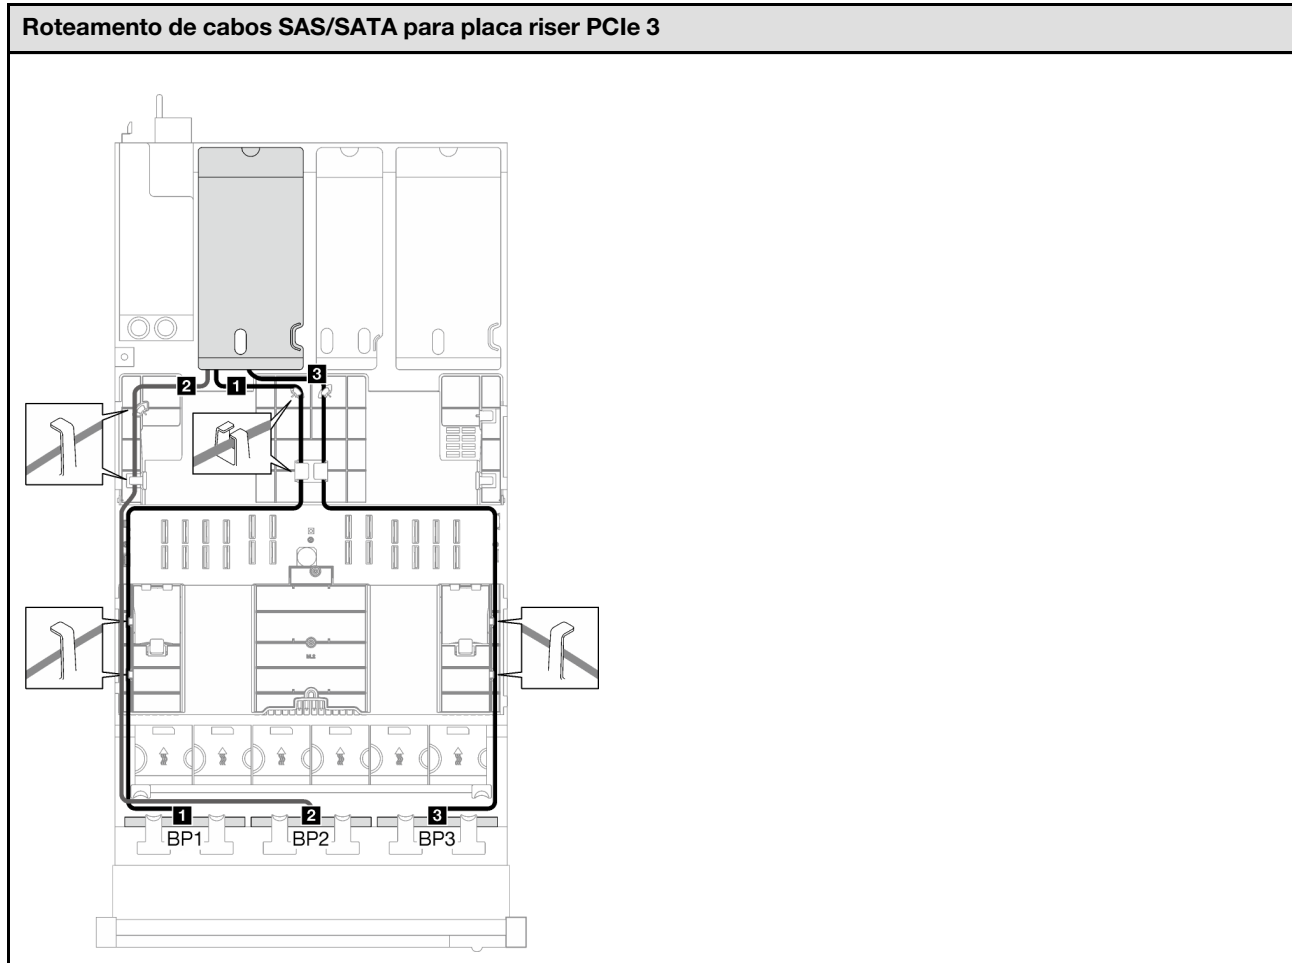 Roteamento de cabos SAS/SATA para placa riser PCIe 3
2 1 3
1 2 3
BP1 BP2 BP3